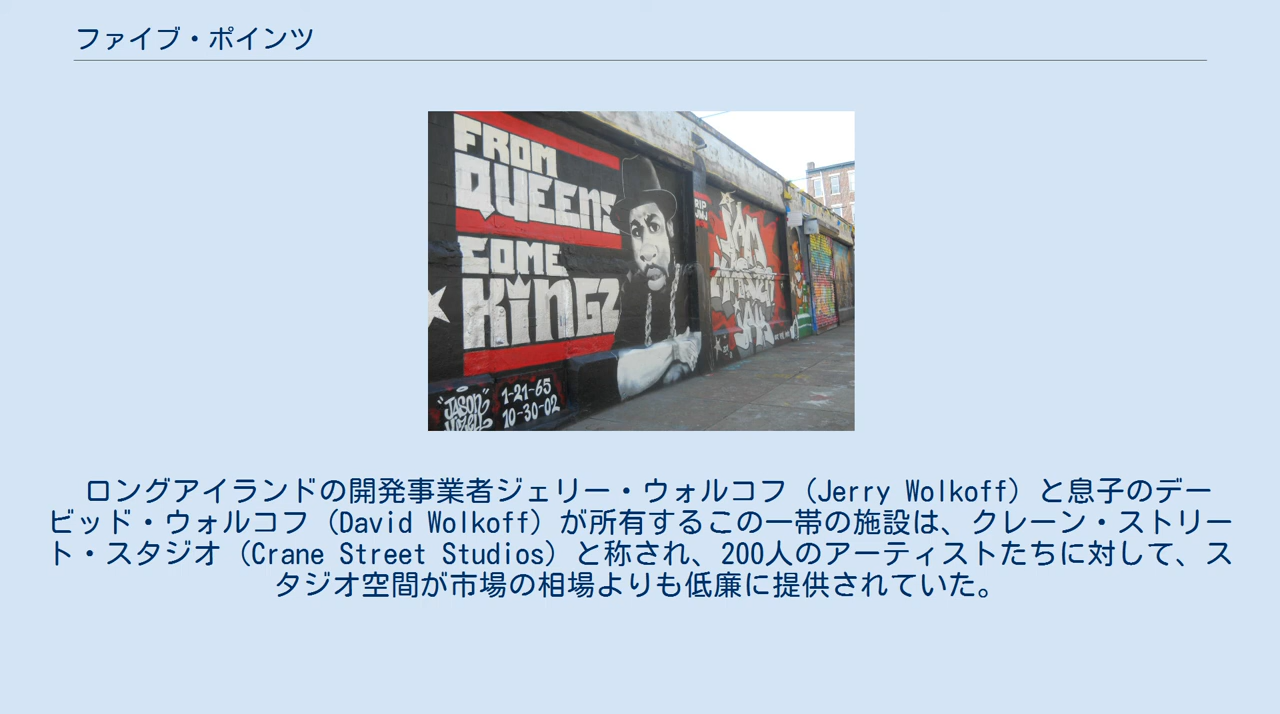 ファイブ・ポインツ
FROM
QUEENS
COME
KINGZ
RIP
JMJ
JAM
MASTER
JAY
"JASON
MIZELL"
1-21-65
10-30-02
ロングアイランドの開発事業者ジェリー・ウォルコフ（Jerry Wolkoff）と息子のデー
ビッド・ウォルコフ（David Wolkoff）が所有するこの一帯の施設は、クレーン・ストリー
ト・スタジオ（Crane Street Studios）と称され、200人のアーティストたちに対して、ス
タジオ空間が市場の相場よりも低廉に提供されていた。